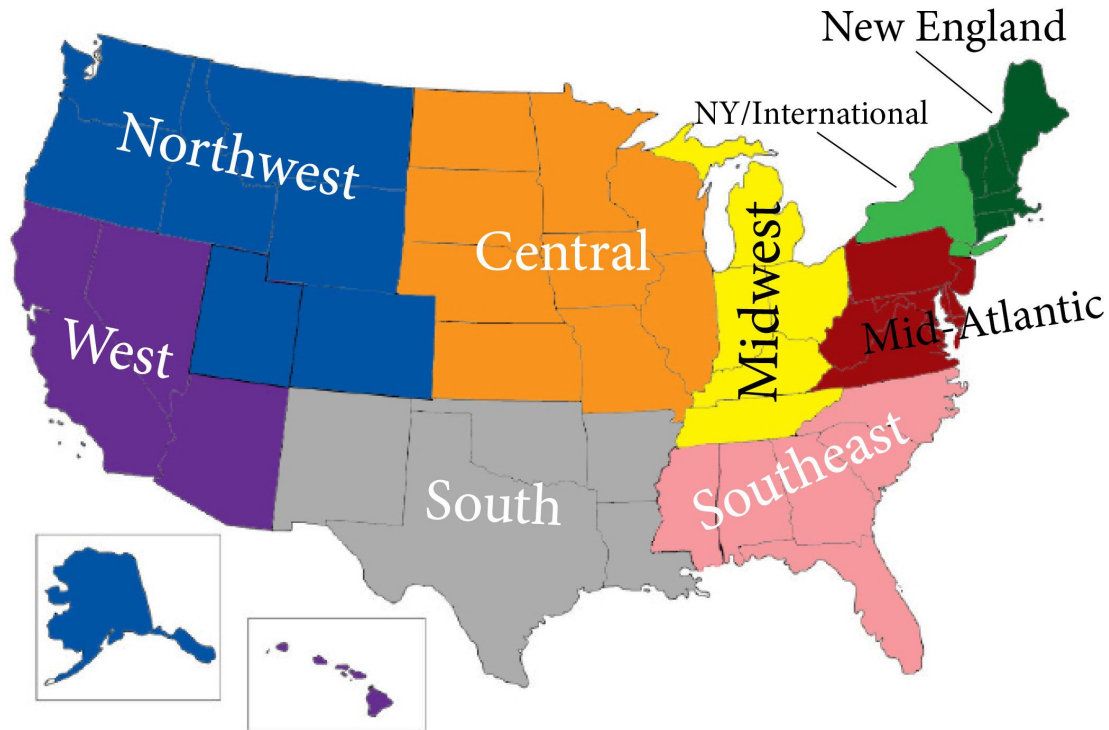 New England
NY/International
Northwest
Central
Midwest
Mid-Atlantic
West
Southeast
South